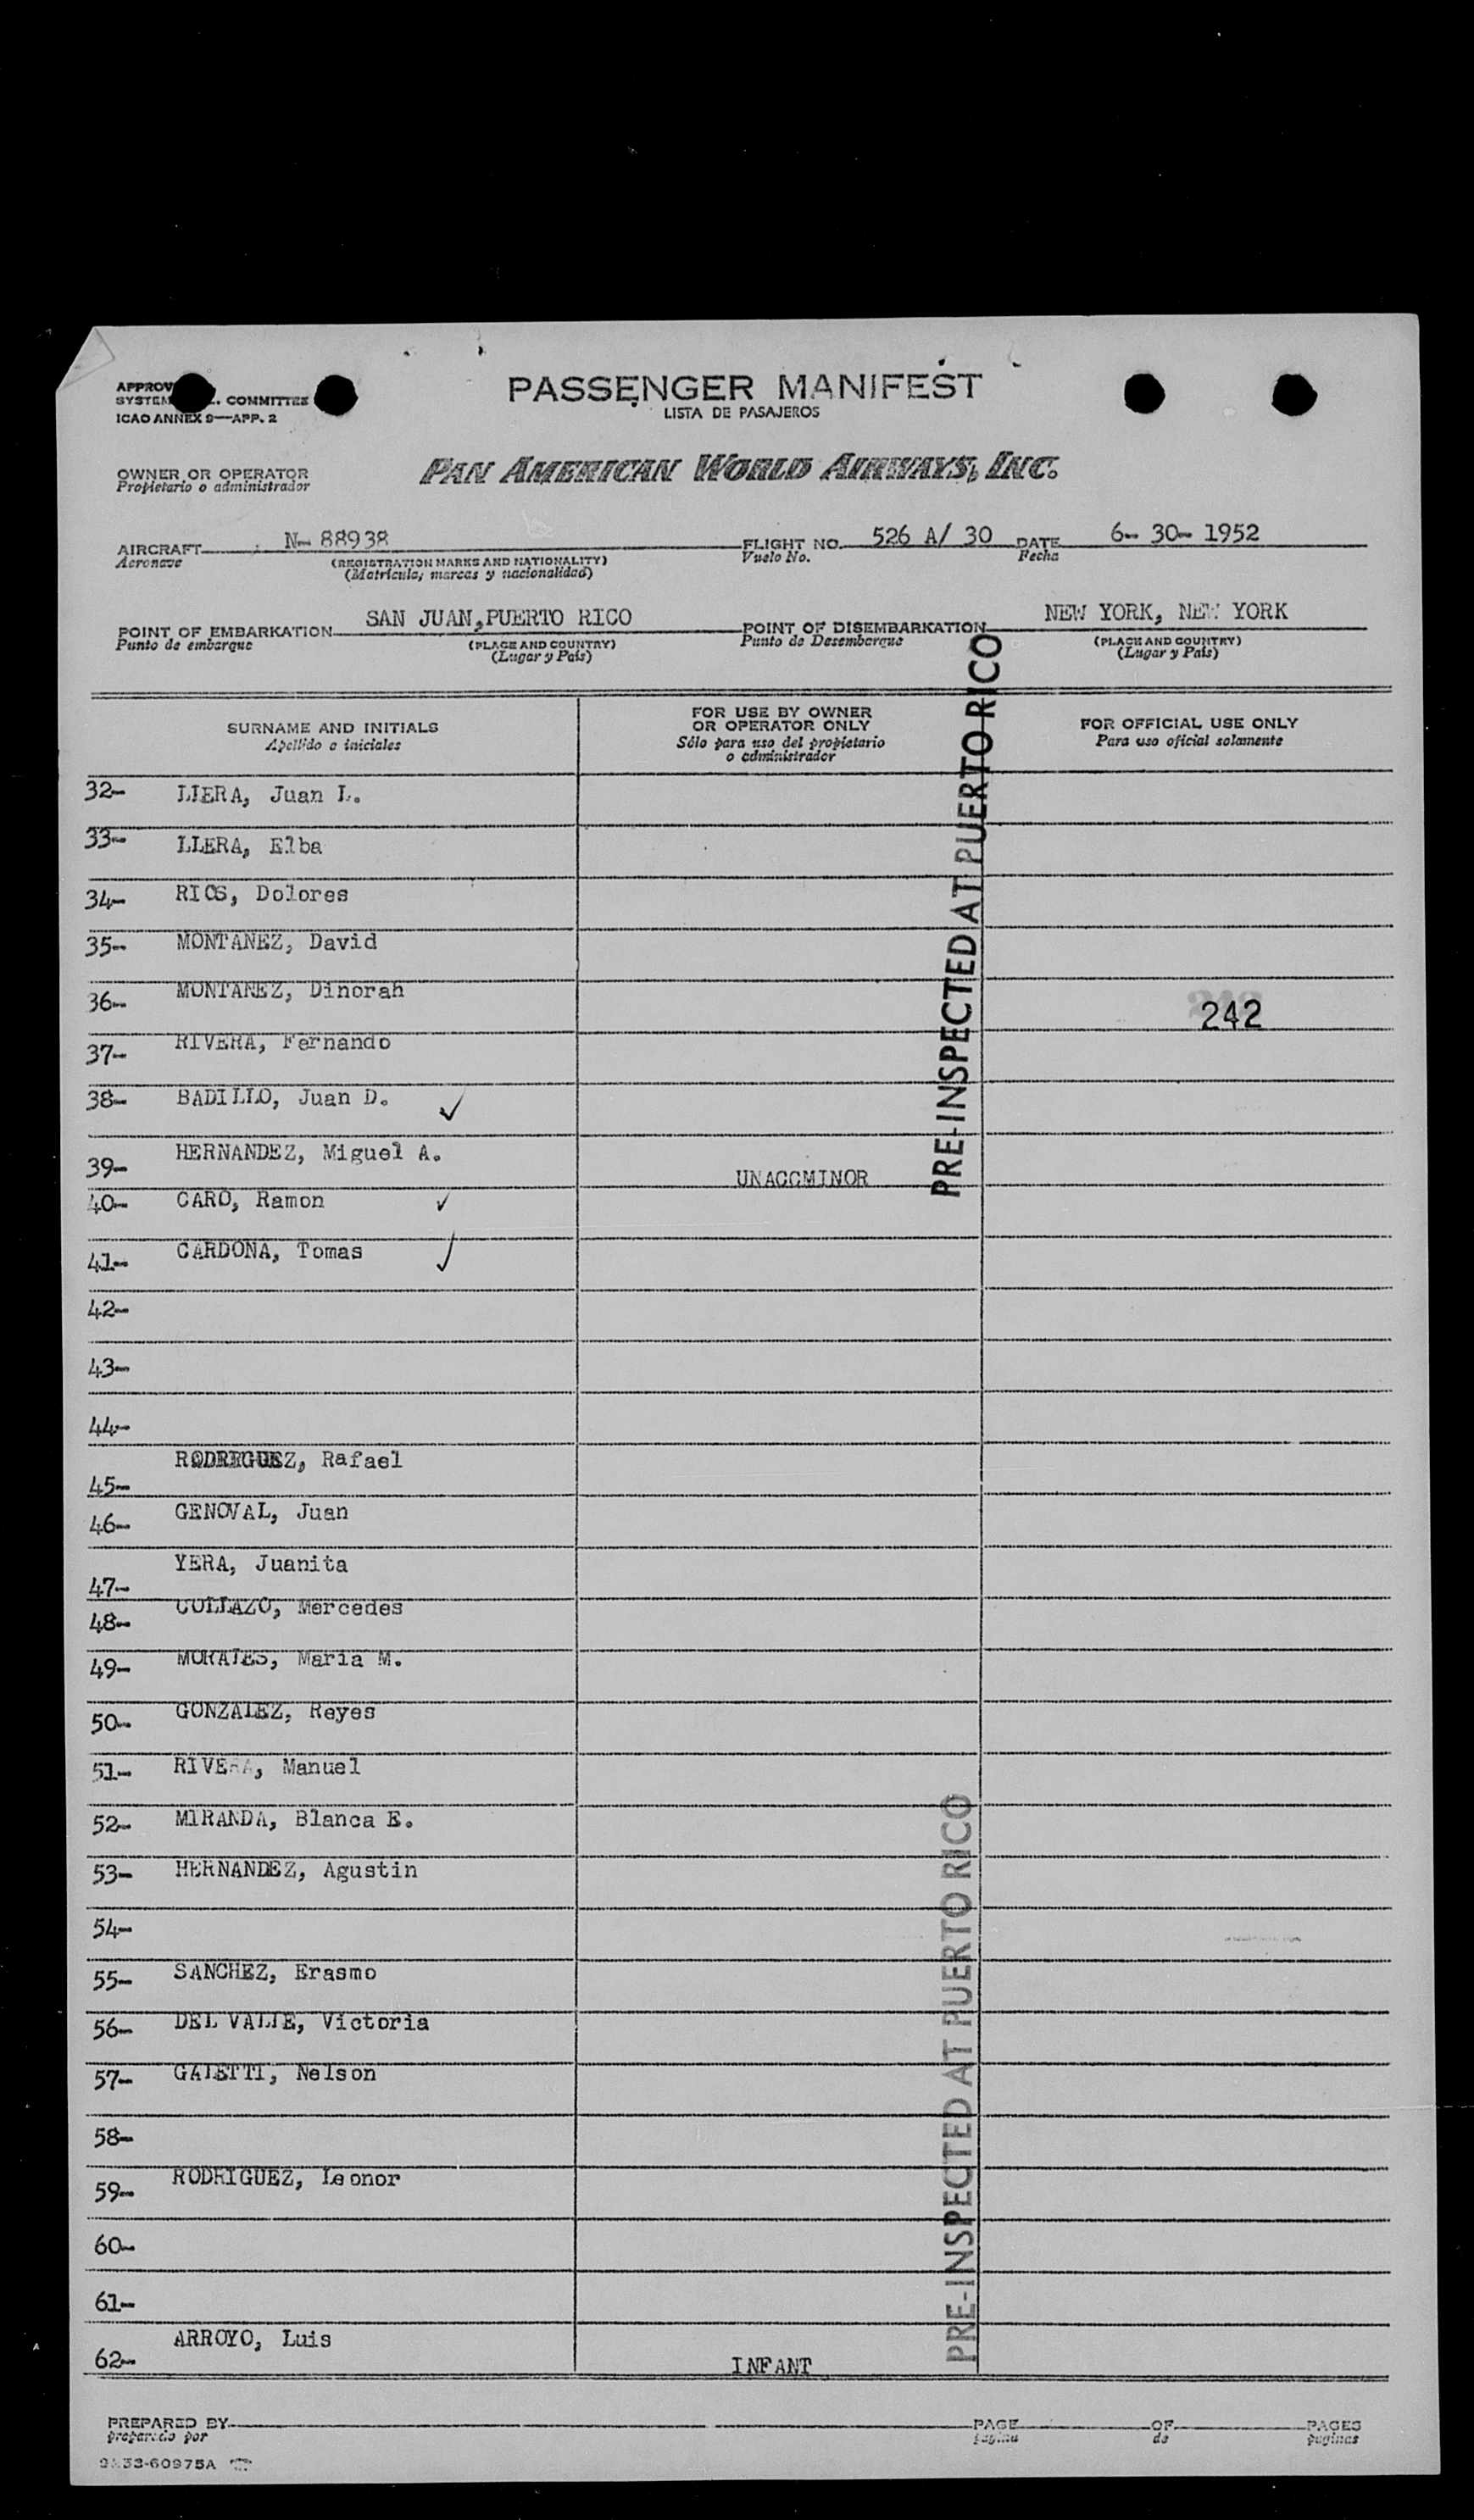 APPROV
SYSTEM L. COMMITTEE
ICAO ANNEX 9—APP. 2
PASSENGER MANIFEST
LISTA DE PASAJEROS
OWNER OR OPERATOR
Propietario o administrador
PAN AMERICAN WORLD AIRWAYS, INC.
AIRCRAFT N- 88938 FLIGHT NO. 526 A/ 30 DATE 6- 30- 1952
Aeronave (REGISTRATION MARKS AND NATIONALITY) Vuelo No. Fecha
(Matricula, marcas y nacionalidad)
POINT OF EMBARKATION SAN JUAN,PUERTO RICO POINT OF DISEMBARKATION NEW YORK, NEW YORK
Punto de embarque (PLACE AND COUNTRY) Punto de Desembarque (PLACE AND COUNTRY)
(Lugar y País) (Lugar y País)
SURNAME AND INITIALS
Apellido e iniciales
FOR USE BY OWNER
OR OPERATOR ONLY
Sólo para uso del propietario
o administrador
FOR OFFICIAL USE ONLY
Para uso oficial solamente
PRE-INSPECTED AT PUERTO RICO
32- LLERA, Juan L.
33- LLERA, Elba
34- RIOS, Dolores
35- MONTANEZ, David
36- MONTANEZ, Dinorah
242
37- RIVERA, Fernando
38- BADILLO, Juan D. ✓
39- HERNANDEZ, Miguel A. UNACCMINOR
40- CARO, Ramon ✓
41- CARDONA, Tomas ✓
42-
43-
44-
45- RODRIGUEZ, Rafael
46- GENOVAL, Juan
47- YERA, Juanita
48- COLLAZO, Mercedes
49- MORALES, Maria M.
50- GONZALEZ, Reyes
51- RIVERA, Manuel
52- MIRANDA, Blanca E.
53- HERNANDEZ, Agustin
54-
55- SANCHEZ, Erasmo
56- DEL VALLE, Victoria
57- GALETTI, Nelson
58-
59- RODRIGUEZ, Leonor
60-
61-
62- ARROYO, Luis INFANT
PRE-INSPECTED AT PUERTO RICO
PREPARED BY PAGE OF PAGES
preparado por página de paginas
60975A